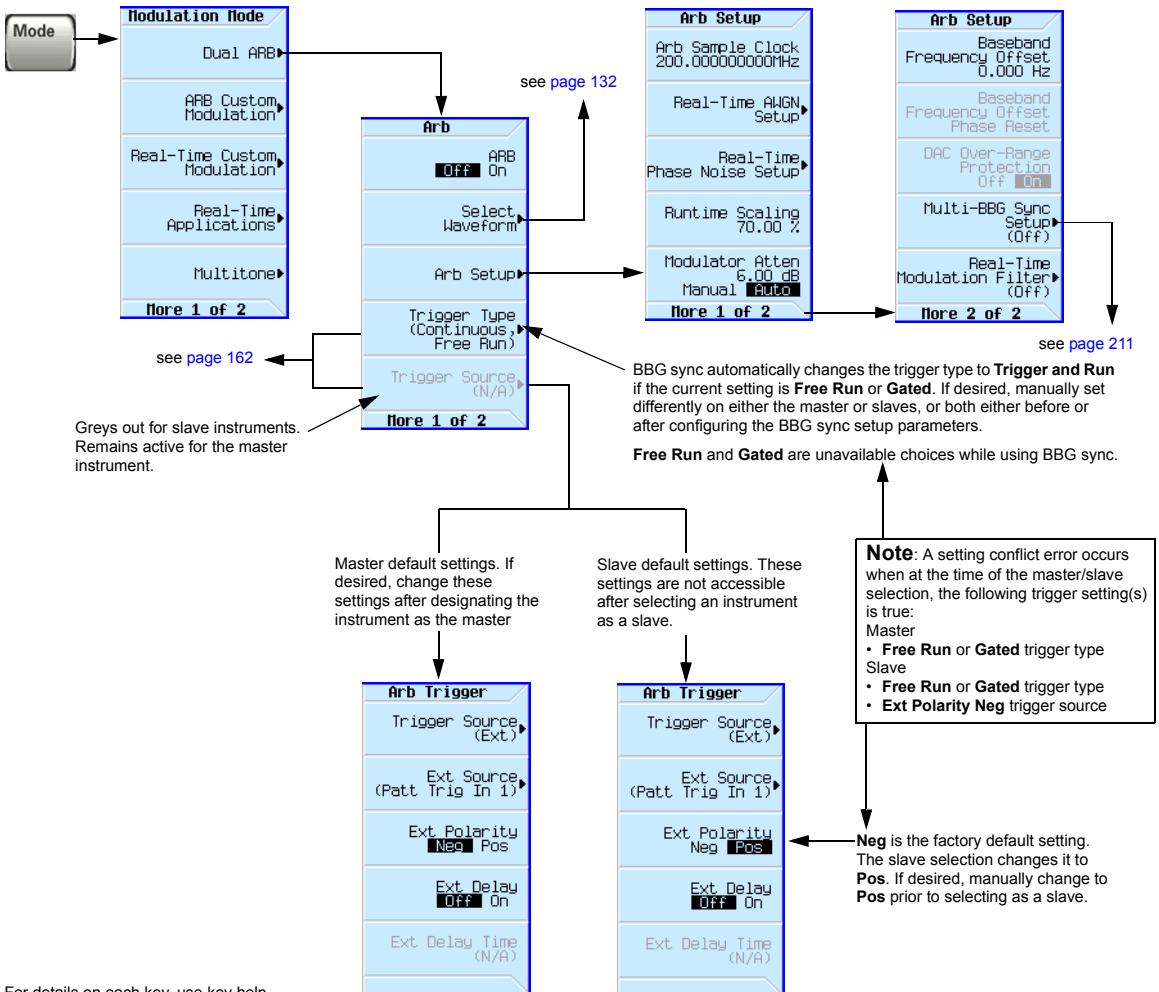 Mode
Modulation Mode
Dual ARB
ARB Custom
Modulation
Real-Time Custom
Modulation
Real-Time
Applications
Multitone
More 1 of 2
see page 132
Arb
ARB
Off On
Select
Waveform
Arb Setup
Trigger Type
(Continuous,
Free Run)
Trigger Source
(N/A)
More 1 of 2
see page 162
Greys out for slave instruments.
Remains active for the master
instrument.
Arb Setup
Arb Sample Clock
200.000000000MHz
Real-Time AWGN
Setup
Real-Time
Phase Noise Setup
Runtime Scaling
70.00 %
Modulator Atten
6.00 dB
Manual Auto
More 1 of 2
Arb Setup
Baseband
Frequency Offset
0.000 Hz
Baseband
Frequency Offset
Phase Reset
DAC Over-Range
Protection
Off On
Multi-BBG Sync
Setup
(Off)
Real-Time
Modulation Filter
(Off)
More 2 of 2
see page 211
BBG sync automatically changes the trigger type to Trigger and Run
if the current setting is Free Run or Gated. If desired, manually set
differently on either the master or slaves, or both either before or
after configuring the BBG sync setup parameters.
Free Run and Gated are unavailable choices while using BBG sync.
Master default settings. If
desired, change these
settings after designating the
instrument as the master
Slave default settings. These
settings are not accessible
after selecting an instrument
as a slave.
Note: A setting conflict error occurs
when at the time of the master/slave
selection, the following trigger setting(s)
is true:
Master
• Free Run or Gated trigger type
Slave
• Free Run or Gated trigger type
• Ext Polarity Neg trigger source
Arb Trigger
Trigger Source
(Ext)
Ext Source
(Patt Trig In 1)
Ext Polarity
Neg Pos
Ext Delay
Off On
Ext Delay Time
(N/A)
Arb Trigger
Trigger Source
(Ext)
Ext Source
(Patt Trig In 1)
Ext Polarity
Neg Pos
Ext Delay
Off On
Ext Delay Time
(N/A)
Neg is the factory default setting.
The slave selection changes it to
Pos. If desired, manually change to
Pos prior to selecting as a slave.
For details on each key, use key help